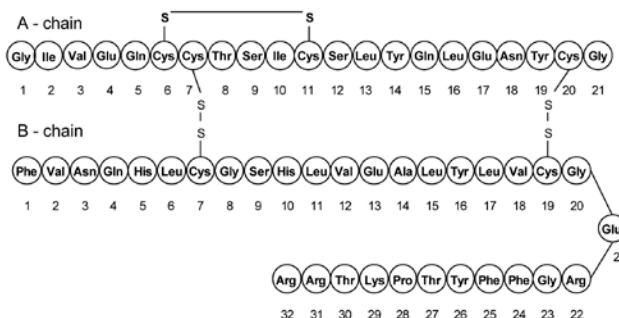 S S
A - chain
Gly Ile Val Glu Gln Cys Cys Thr Ser Ile Cys Ser Leu Tyr Gln Leu Glu Asn Tyr Cys Gly
1 2 3 4 5 6 7 8 9 10 11 12 13 14 15 16 17 18 19 20 21
S S
S S
B - chain
Phe Val Asn Gln His Leu Cys Gly Ser His Leu Val Glu Ala Leu Tyr Leu Val Cys Gly
1 2 3 4 5 6 7 8 9 10 11 12 13 14 15 16 17 18 19 20
Glu
2
Arg Arg Thr Lys Pro Thr Tyr Phe Phe Gly Arg
32 31 30 29 28 27 26 25 24 23 22